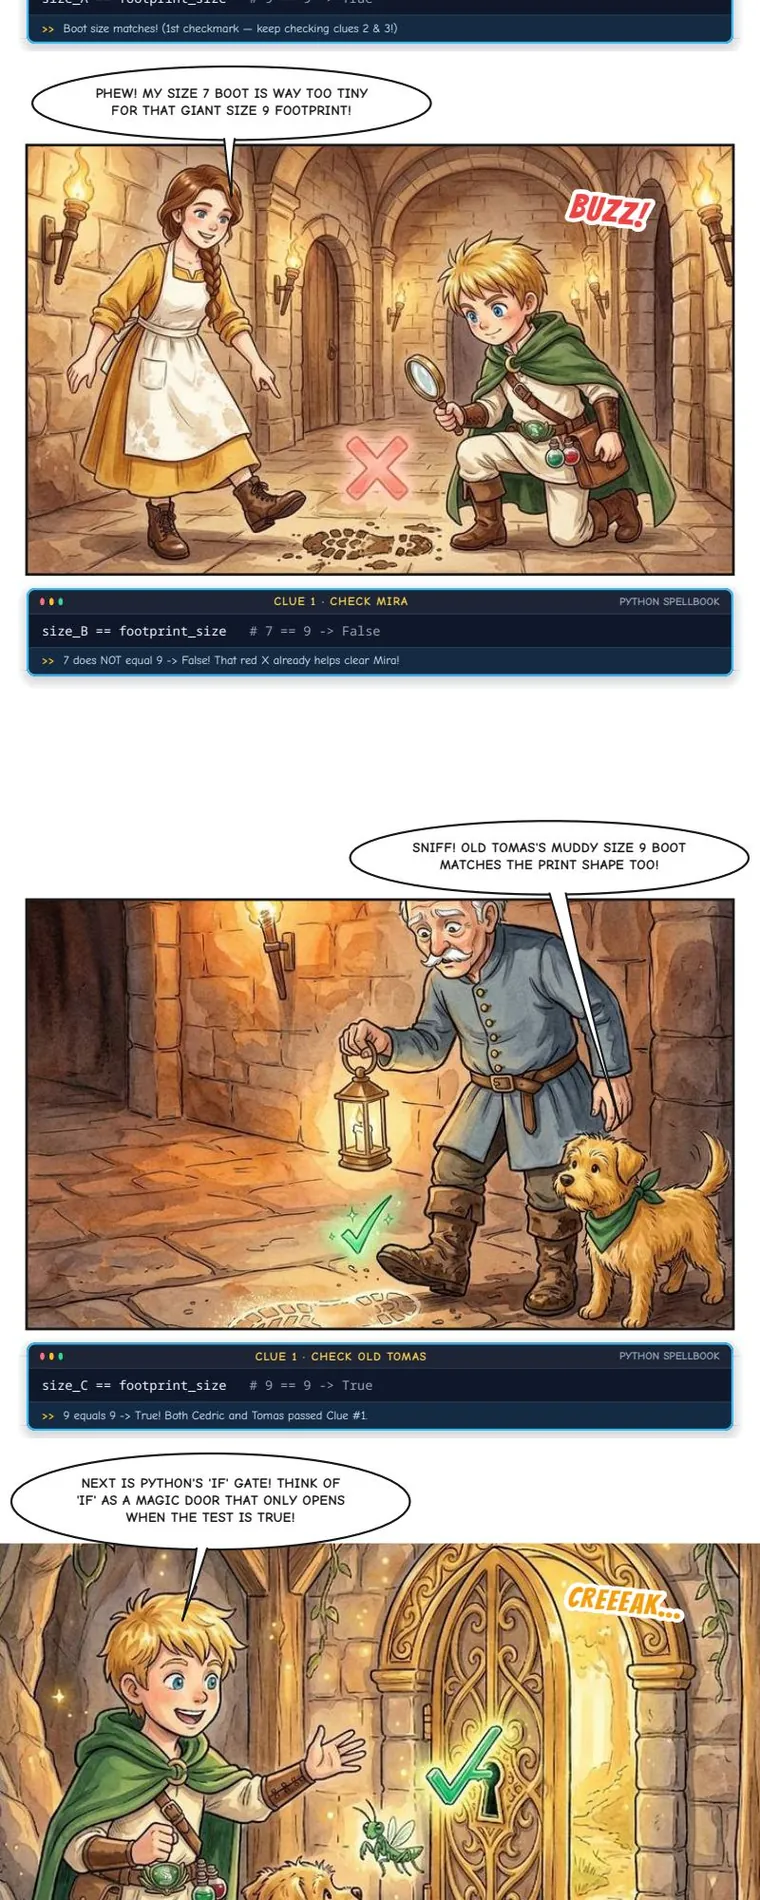 size_A == footprint_size # 9 == 9 -> True
>> Boot size matches! (1st checkmark — keep checking clues 2 & 3!)
PHEW! MY SIZE 7 BOOT IS WAY TOO TINY
FOR THAT GIANT SIZE 9 FOOTPRINT!
BUZZ!
CLUE 1 · CHECK MIRA PYTHON SPELLBOOK
size_B == footprint_size # 7 == 9 -> False
>> 7 does NOT equal 9 -> False! That red X already helps clear Mira!
SNIFF! OLD TOMAS'S MUDDY SIZE 9 BOOT
MATCHES THE PRINT SHAPE TOO!
CLUE 1 · CHECK OLD TOMAS PYTHON SPELLBOOK
size_C == footprint_size # 9 == 9 -> True
>> 9 equals 9 -> True! Both Cedric and Tomas passed Clue #1.
NEXT IS PYTHON'S 'IF' GATE! THINK OF
'IF' AS A MAGIC DOOR THAT ONLY OPENS
WHEN THE TEST IS TRUE!
CREEEAK...